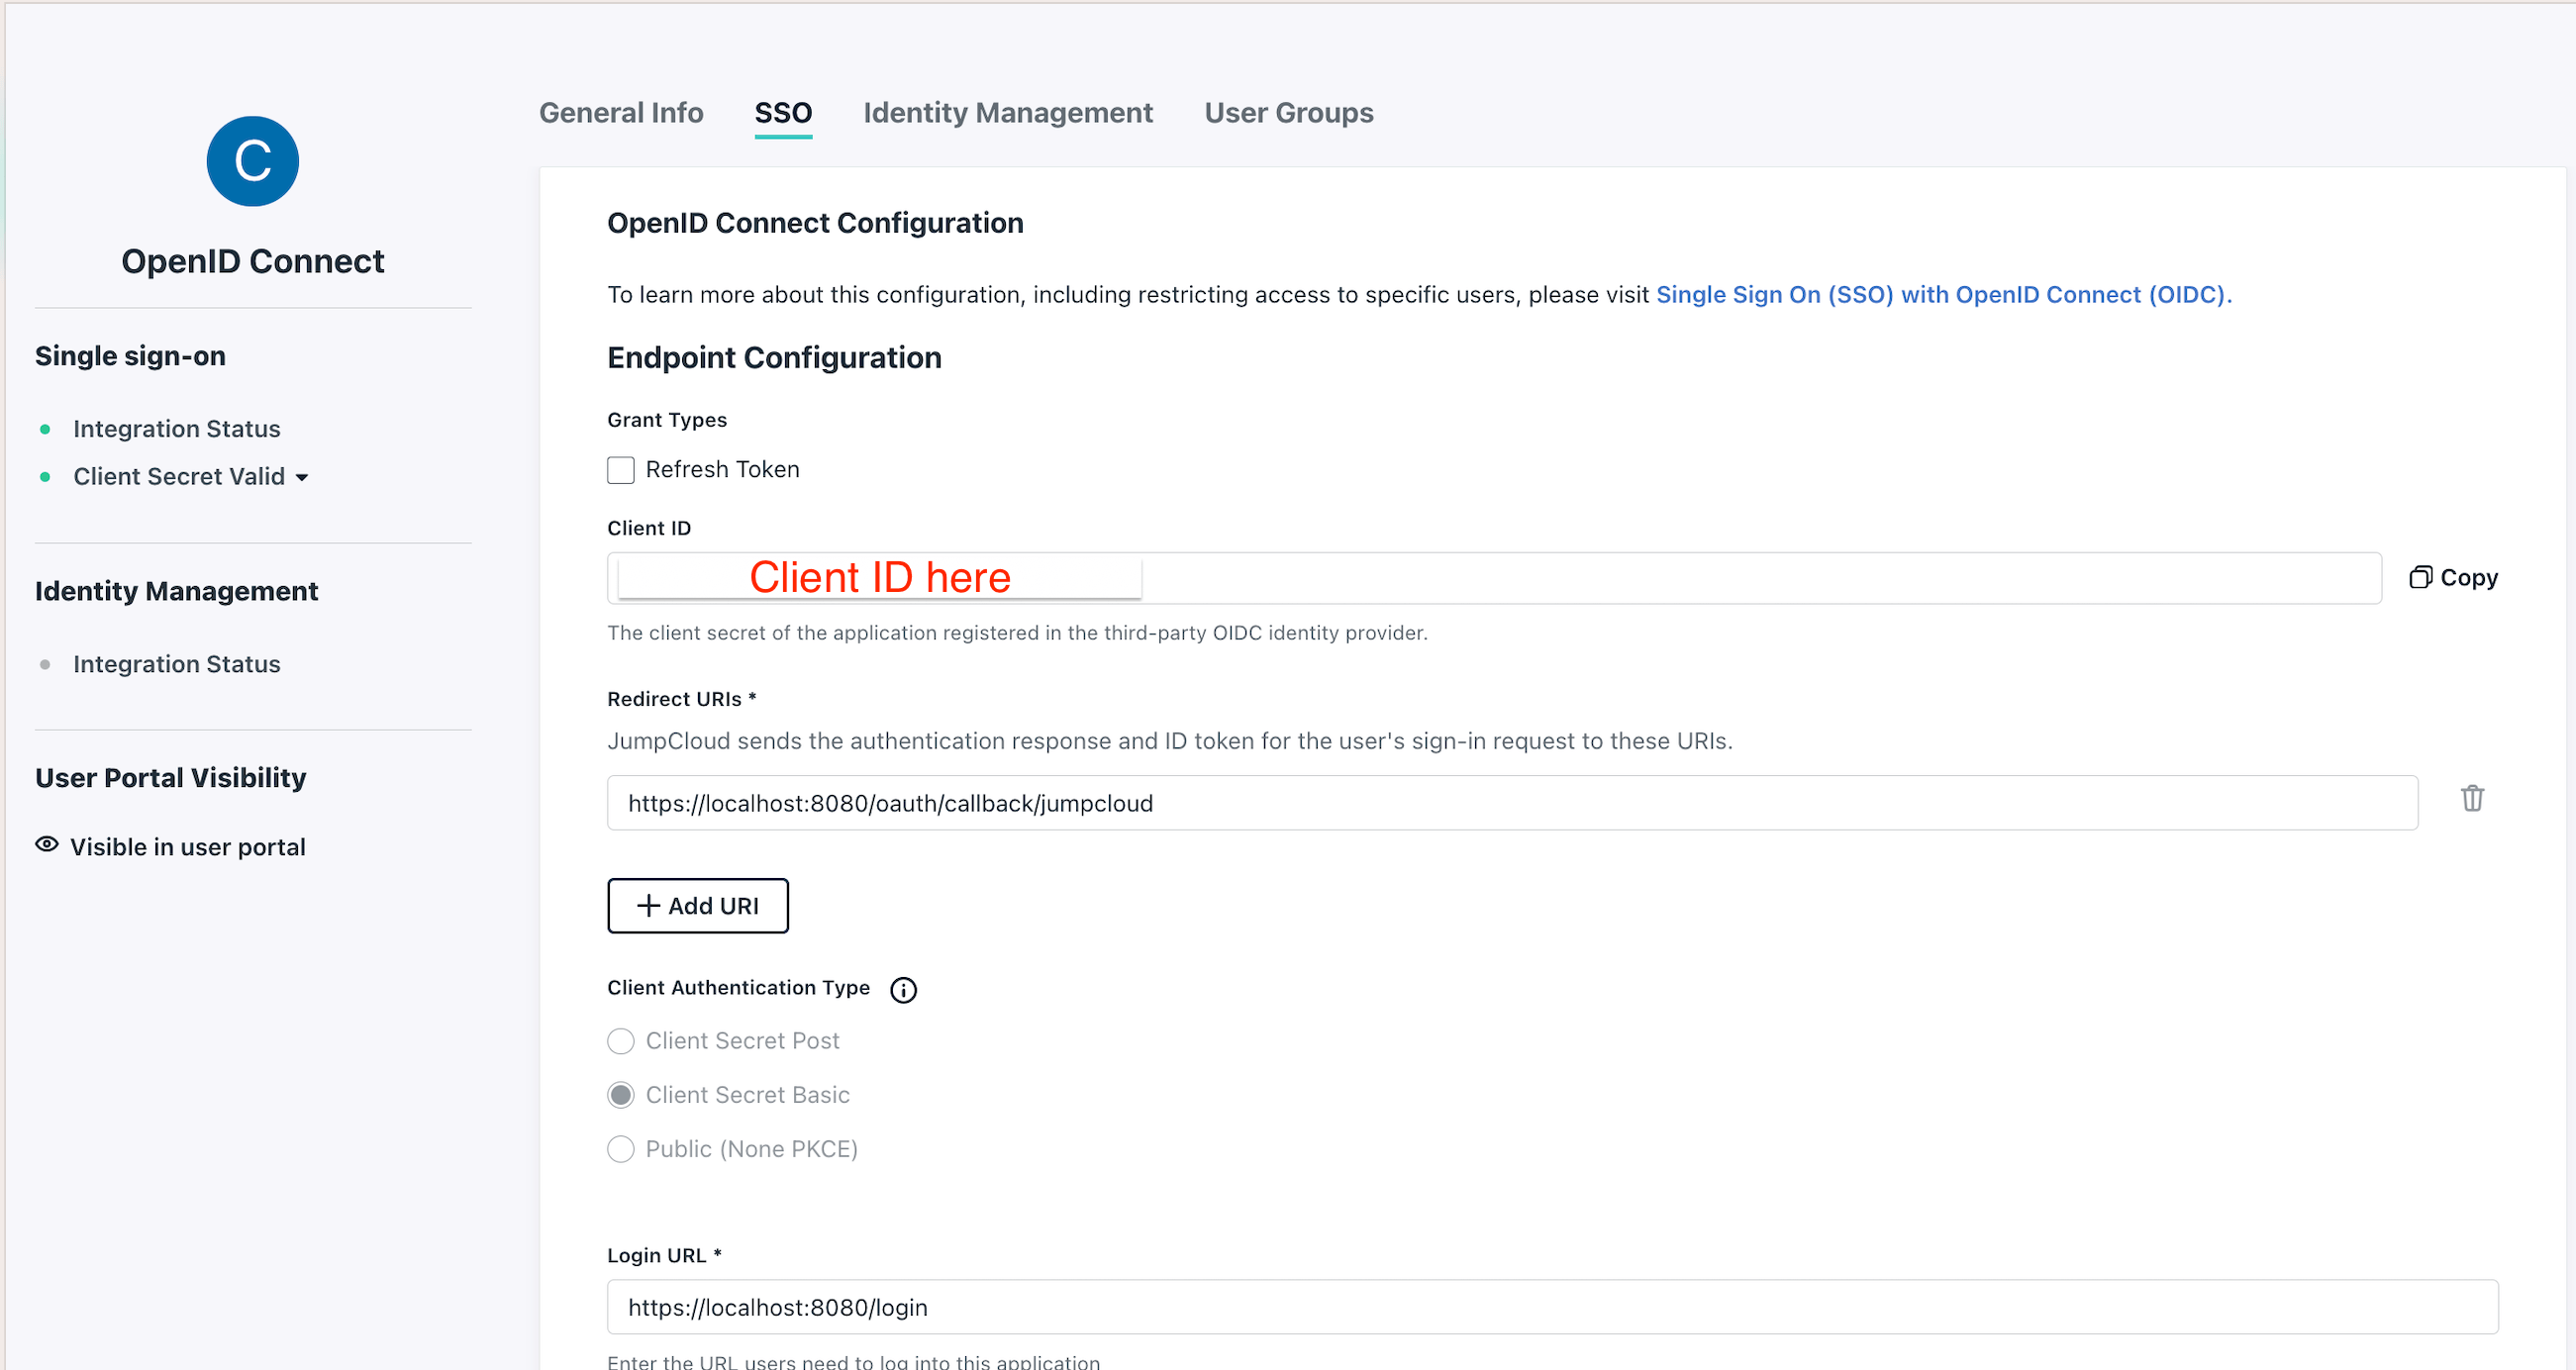 C
OpenID Connect
Single sign-on
Integration Status
Client Secret Valid
Identity Management
Integration Status
User Portal Visibility
Visible in user portal
General Info SSO Identity Management User Groups
OpenID Connect Configuration
To learn more about this configuration, including restricting access to specific users, please visit Single Sign On (SSO) with OpenID Connect (OIDC).
Endpoint Configuration
Grant Types
Refresh Token
Client ID
Client ID here
Copy
The client secret of the application registered in the third-party OIDC identity provider.
Redirect URIs *
JumpCloud sends the authentication response and ID token for the user's sign-in request to these URIs.
https://localhost:8080/oauth/callback/jumpcloud
+ Add URI
Client Authentication Type
Client Secret Post
Client Secret Basic
Public (None PKCE)
Login URL *
https://localhost:8080/login
Enter the URL users need to log into this application